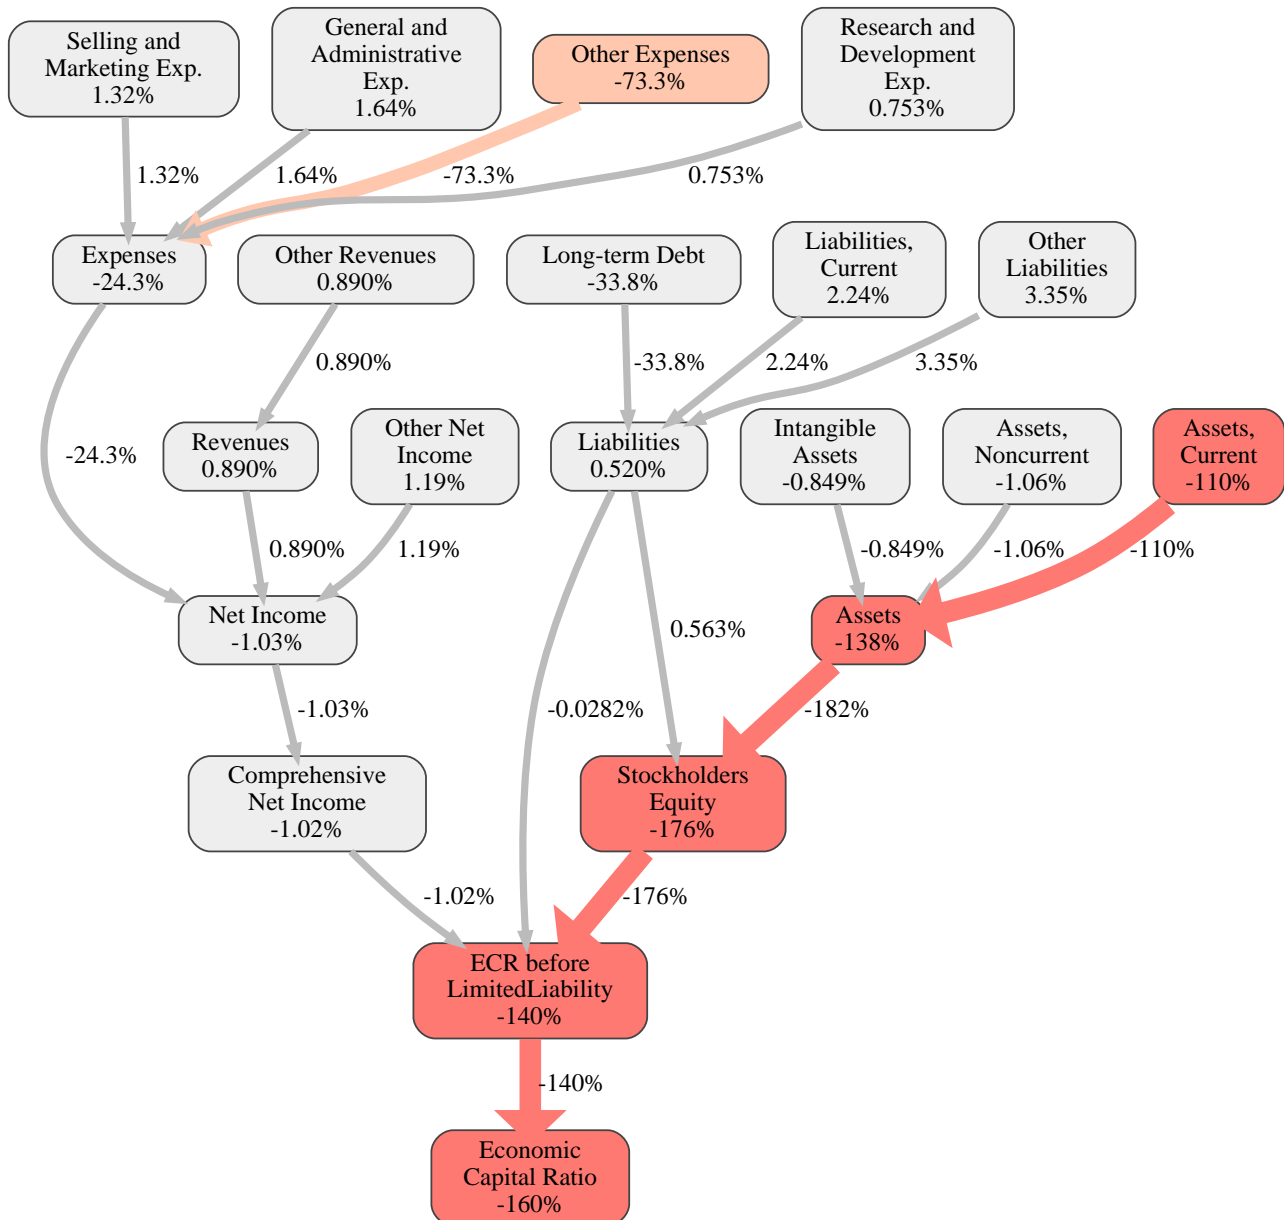 Selling and
Marketing Exp.
1.32%
General and
Administrative
Exp.
1.64%
Other Expenses
-73.3%
Research and
Development
Exp.
0.753%
1.32%
1.64%
-73.3%
0.753%
Expenses
-24.3%
Other Revenues
0.890%
Long-term Debt
-33.8%
Liabilities,
Current
2.24%
Other
Liabilities
3.35%
0.890%
-33.8%
2.24%
3.35%
-24.3%
Revenues
0.890%
Other Net
Income
1.19%
Liabilities
0.520%
Intangible
Assets
-0.849%
Assets,
Noncurrent
-1.06%
Assets,
Current
-110%
0.890%
1.19%
-0.849%
-1.06%
-110%
Net Income
-1.03%
0.563%
Assets
-138%
-1.03%
-0.0282%
-182%
Comprehensive
Net Income
-1.02%
Stockholders
Equity
-176%
-1.02%
-176%
ECR before
LimitedLiability
-140%
-140%
Economic
Capital Ratio
-160%